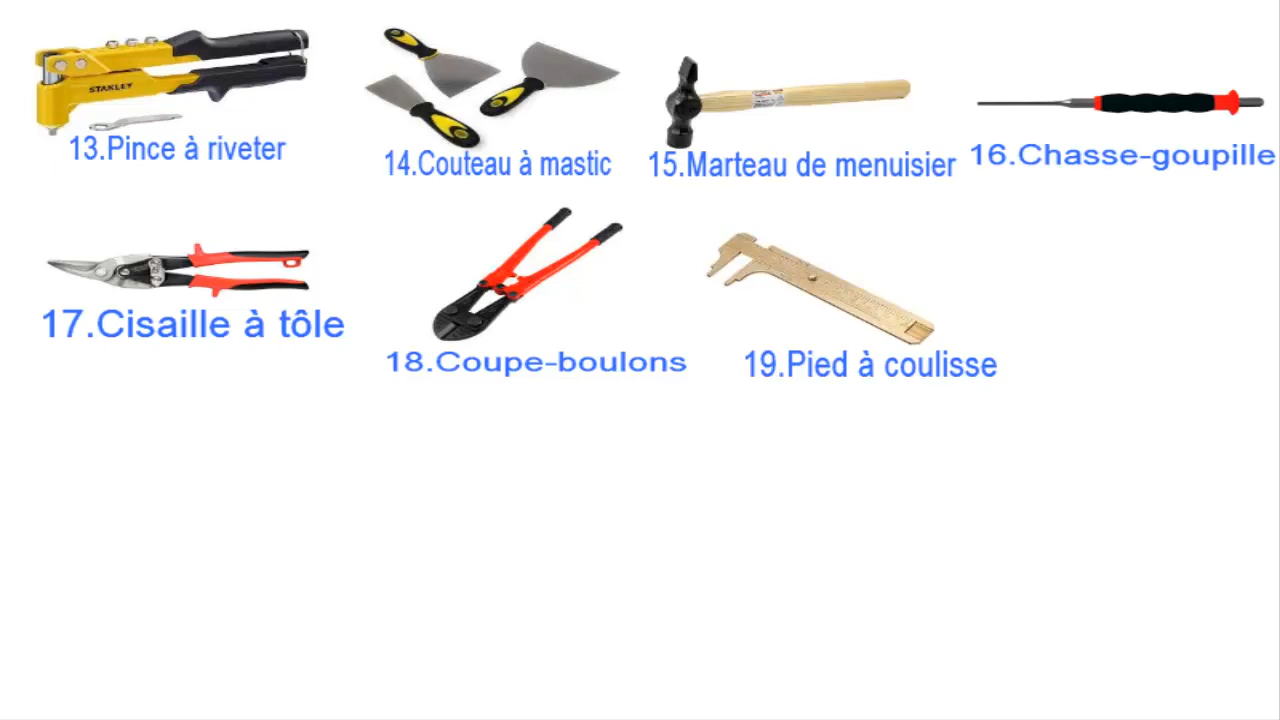 STANLEY
13.Pince à riveter
14.Couteau à mastic
15.Marteau de menuisier
16.Chasse-goupille
17.Cisaille à tôle
18.Coupe-boulons
19.Pied à coulisse